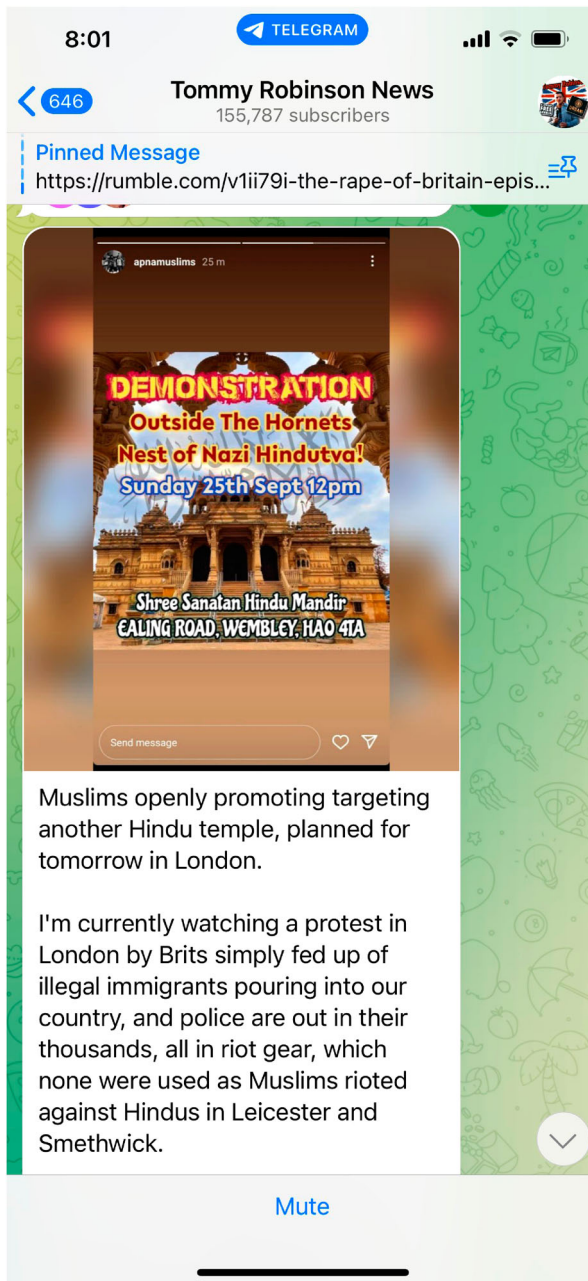 8:01
TELEGRAM
646
Tommy Robinson News
155,787 subscribers
Pinned Message
https://rumble.com/v1ii79i-the-rape-of-britain-epis...
apnamuslims 25 m
DEMONSTRATION
Outside The Hornets
Nest of Nazi Hindutva!
Sunday 25th Sept 12pm
Shree Sanatan Hindu Mandir
EALING ROAD, WEMBLEY, HA0 4TA
Send message
Muslims openly promoting targeting
another Hindu temple, planned for
tomorrow in London.
I'm currently watching a protest in
London by Brits simply fed up of
illegal immigrants pouring into our
country, and police are out in their
thousands, all in riot gear, which
none were used as Muslims rioted
against Hindus in Leicester and
Smethwick.
Mute